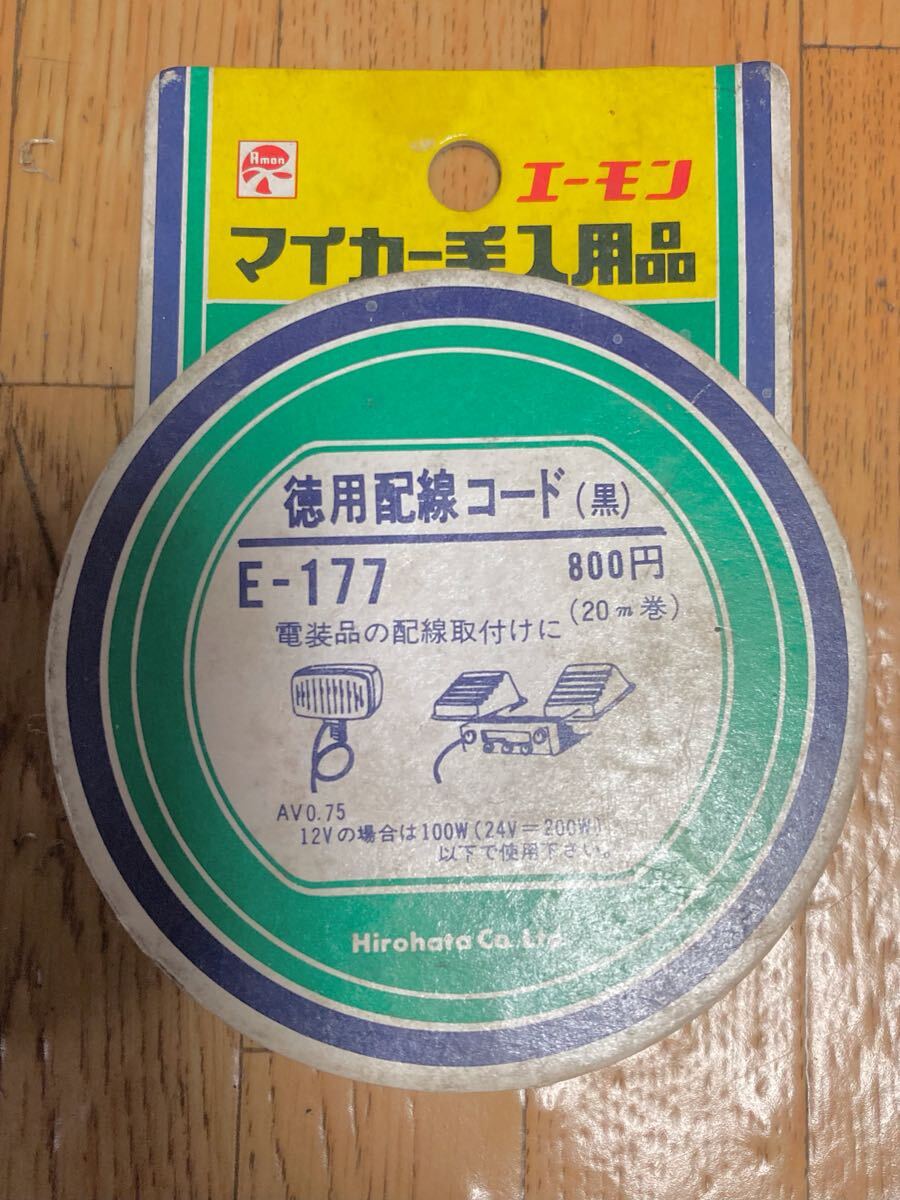 Amon
エーモン
マイカー手入用品
徳用配線コード(黒)
E-177
800円
(20m巻)
電装品の配線取付けに
AV0.75
12Vの場合は100W(24V=200W)
以下で使用下さい。
Hirohata Co. Ltd